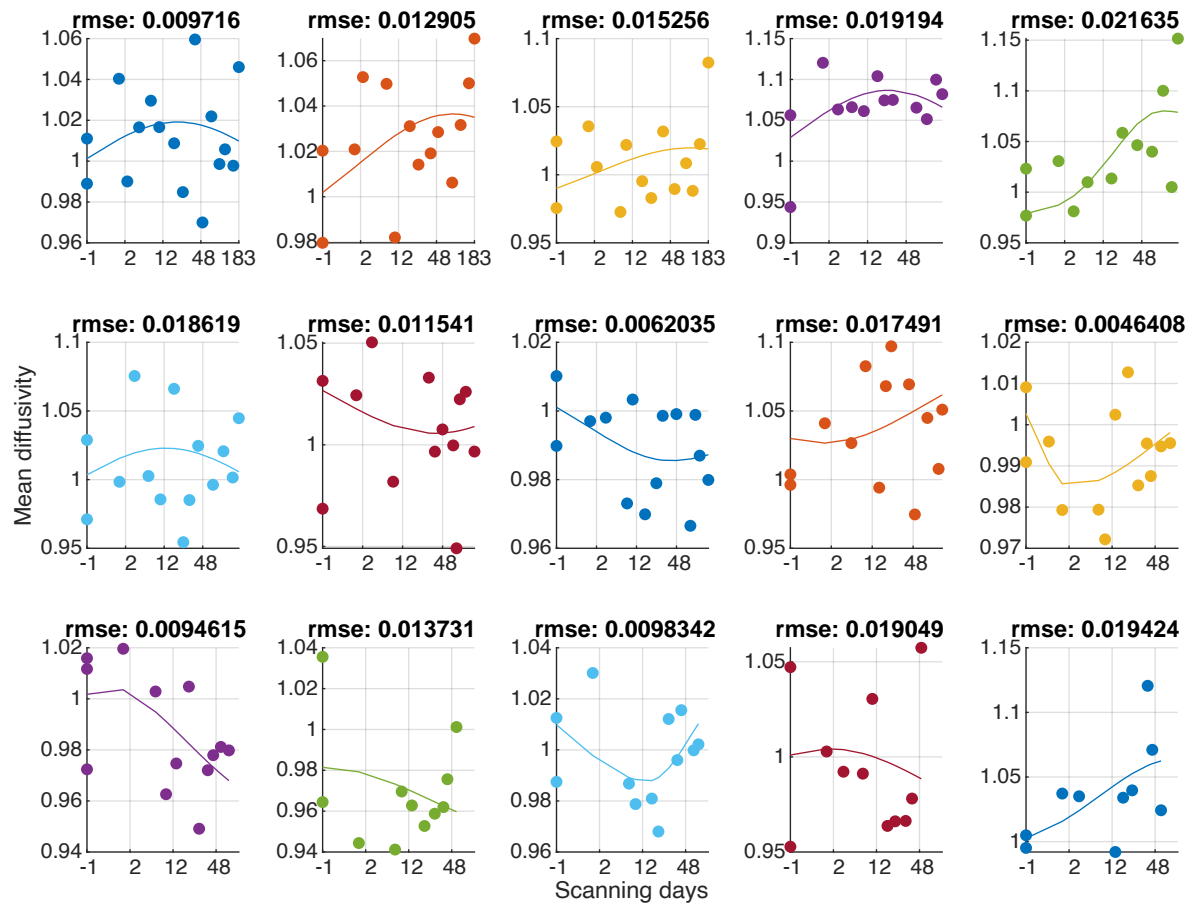 rmse: 0.009716 rmse: 0.012905 rmse: 0.015256 rmse: 0.019194 rmse: 0.021635
1.06 1.04 1.02 1 0.98 0.96
-1 2 12 48 183
1.06 1.04 1.02 1 0.98
-1 2 12 48 183
1.1 1.05 1 0.95
-1 2 12 48 183
1.15 1.1 1.05 1 0.95 0.9
-1 2 12 48
1.15 1.1 1.05 1 0.95
-1 2 12 48
Mean diffusivity
rmse: 0.018619 rmse: 0.011541 rmse: 0.0062035 rmse: 0.017491 rmse: 0.0046408
1.1 1.05 1 0.95
-1 2 12 48
1.05 1 0.95
-1 2 12 48
1.02 1 0.98 0.96
-1 2 12 48
1.1 1.05 1 0.95
-1 2 12 48
1.02 1.01 1 0.99 0.98 0.97
-1 2 12 48
rmse: 0.0094615 rmse: 0.013731 rmse: 0.0098342 rmse: 0.019049 rmse: 0.019424
1.02 1 0.98 0.96 0.94
-1 2 12 48
1.04 1.02 1 0.98 0.96 0.94
-1 2 12 48
1.04 1.02 1 0.98 0.96
-1 2 12 48
1.05 1 0.95
-1 2 12 48
1.15 1.1 1.05 1
-1 2 12 48
Scanning days